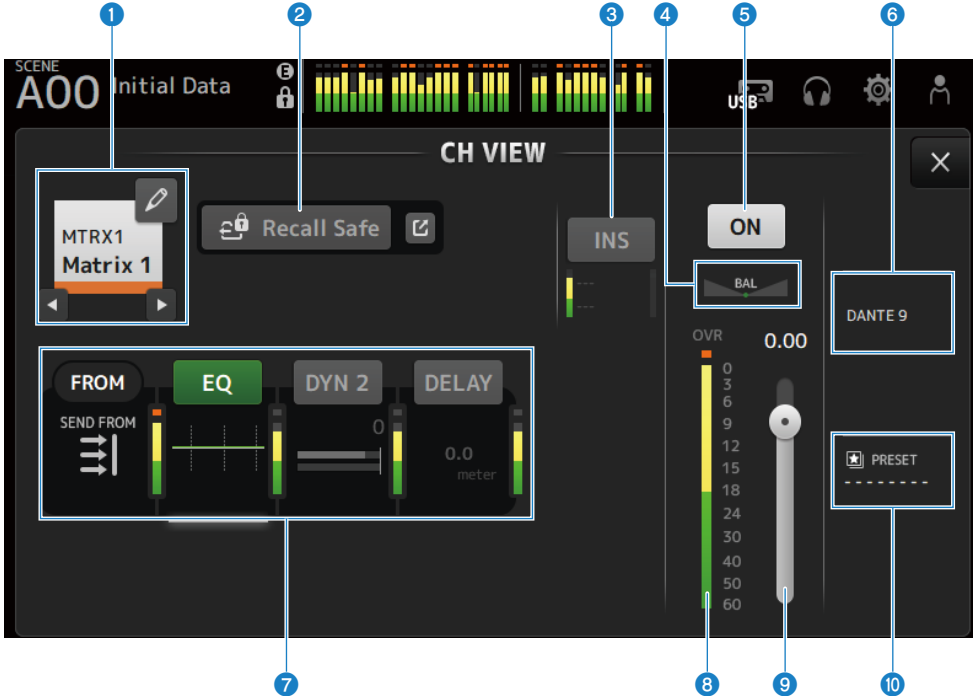 1 2 3 4 5 6
SCENE
A00 Initial Data
E
USB
CH VIEW
MTRX1
Matrix 1
Recall Safe
INS
---
---
ON
BAL
DANTE 9
OVR
0.00
0
3
6
9
12
15
18
24
30
40
50
60
FROM
EQ
DYN 2
DELAY
SEND FROM
0
0.0
meter
PRESET
--------
7 8 9 10